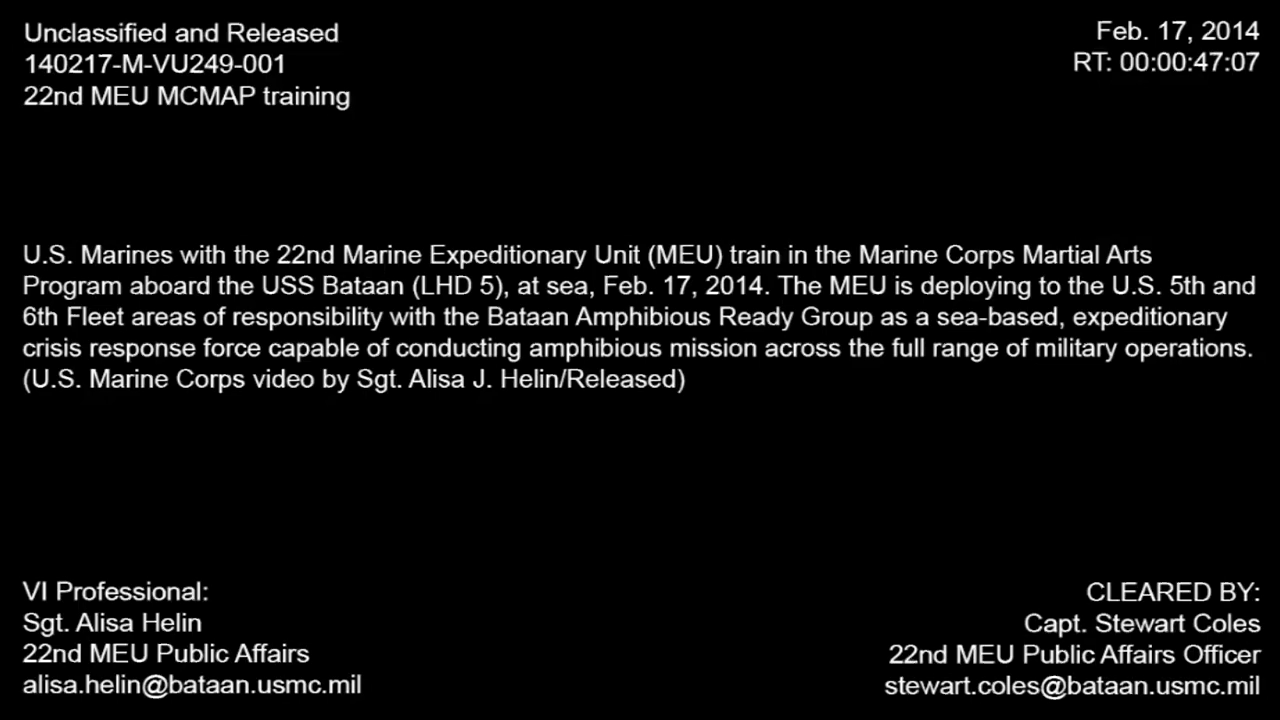 Unclassified and Released
140217-M-VU249-001
22nd MEU MCMAP training
Feb. 17, 2014
RT: 00:00:47:07
U.S. Marines with the 22nd Marine Expeditionary Unit (MEU) train in the Marine Corps Martial Arts
Program aboard the USS Bataan (LHD 5), at sea, Feb. 17, 2014. The MEU is deploying to the U.S. 5th and
6th Fleet areas of responsibility with the Bataan Amphibious Ready Group as a sea-based, expeditionary
crisis response force capable of conducting amphibious mission across the full range of military operations.
(U.S. Marine Corps video by Sgt. Alisa J. Helin/Released)
VI Professional:
Sgt. Alisa Helin
22nd MEU Public Affairs
alisa.helin@bataan.usmc.mil
CLEARED BY:
Capt. Stewart Coles
22nd MEU Public Affairs Officer
stewart.coles@bataan.usmc.mil